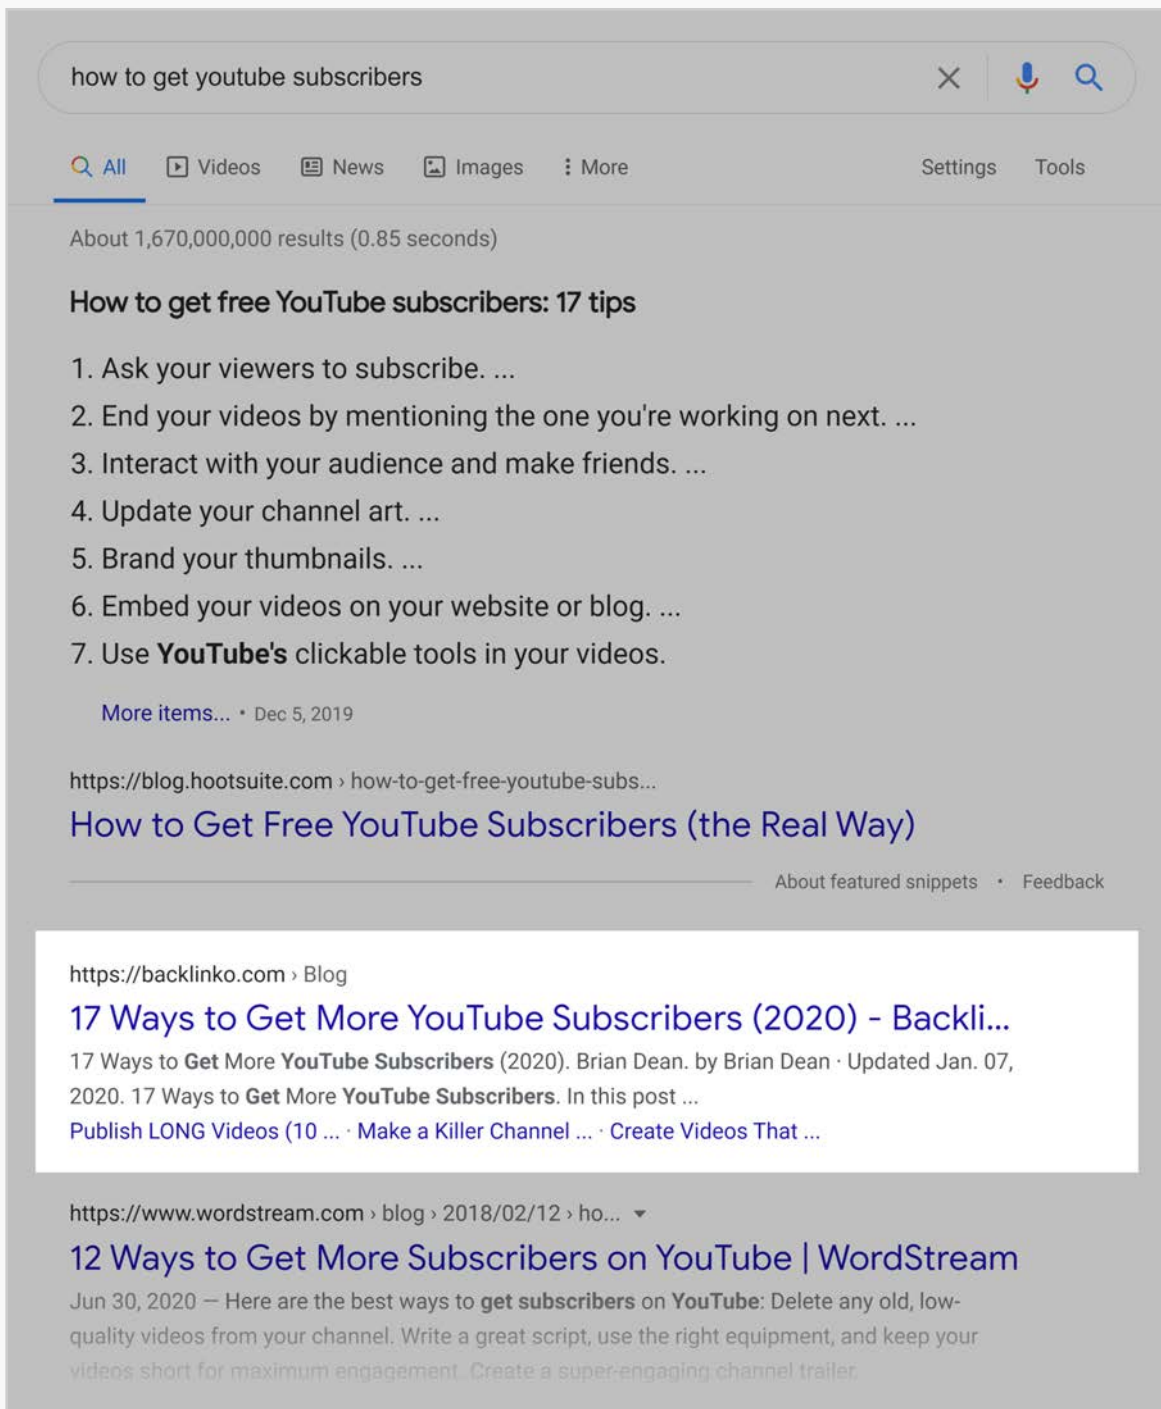 how to get youtube subscribers
All Videos News Images More Settings Tools
About 1,670,000,000 results (0.85 seconds)
How to get free YouTube subscribers: 17 tips
1. Ask your viewers to subscribe. ...
2. End your videos by mentioning the one you're working on next. ...
3. Interact with your audience and make friends. ...
4. Update your channel art. ...
5. Brand your thumbnails. ...
6. Embed your videos on your website or blog. ...
7. Use YouTube's clickable tools in your videos.
More items... • Dec 5, 2019
https://blog.hootsuite.com › how-to-get-free-youtube-subs...
How to Get Free YouTube Subscribers (the Real Way)
About featured snippets • Feedback
https://backlinko.com › Blog
17 Ways to Get More YouTube Subscribers (2020) - Backli...
17 Ways to Get More YouTube Subscribers (2020). Brian Dean. by Brian Dean · Updated Jan. 07,
2020. 17 Ways to Get More YouTube Subscribers. In this post ...
Publish LONG Videos (10 ... · Make a Killer Channel ... · Create Videos That ...
https://www.wordstream.com › blog › 2018/02/12 › ho...
12 Ways to Get More Subscribers on YouTube | WordStream
Jun 30, 2020 — Here are the best ways to get subscribers on YouTube: Delete any old, low-
quality videos from your channel. Write a great script, use the right equipment, and keep your
videos short for maximum engagement. Create a super-engaging channel trailer.